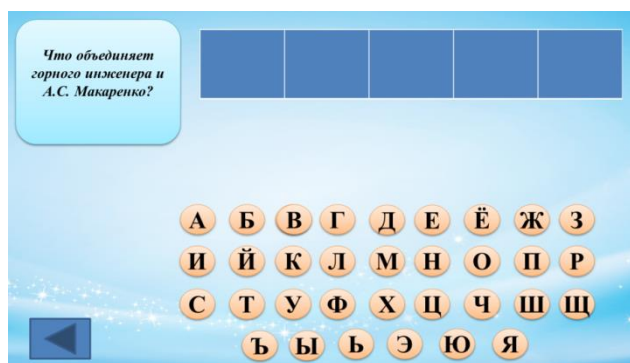 Что объединяет
горного инженера и
А.С. Макаренко?
А Б В Г Д Е Ё Ж З
И Й К Л М Н О П Р
С Т У Ф Х Ц Ч Ш Щ
Ъ Ы Ь Э Ю Я